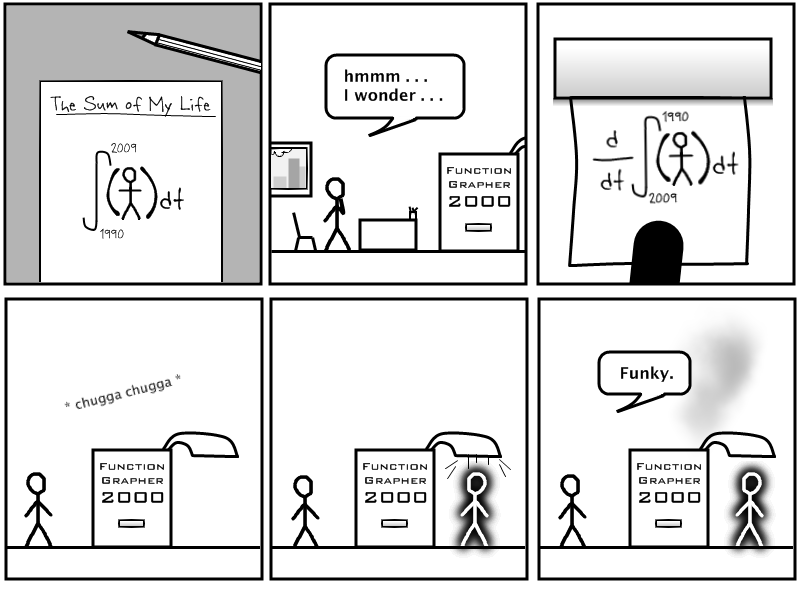 The Sum of My Life
2009
∫(   )dt
1990
hmmm . . .
I wonder . . .
FUNCTION
GRAPHER
2000
1990
d/dt ∫(   )dt
2009
* chugga chugga *
FUNCTION
GRAPHER
2000
FUNCTION
GRAPHER
2000
Funky.
FUNCTION
GRAPHER
2000